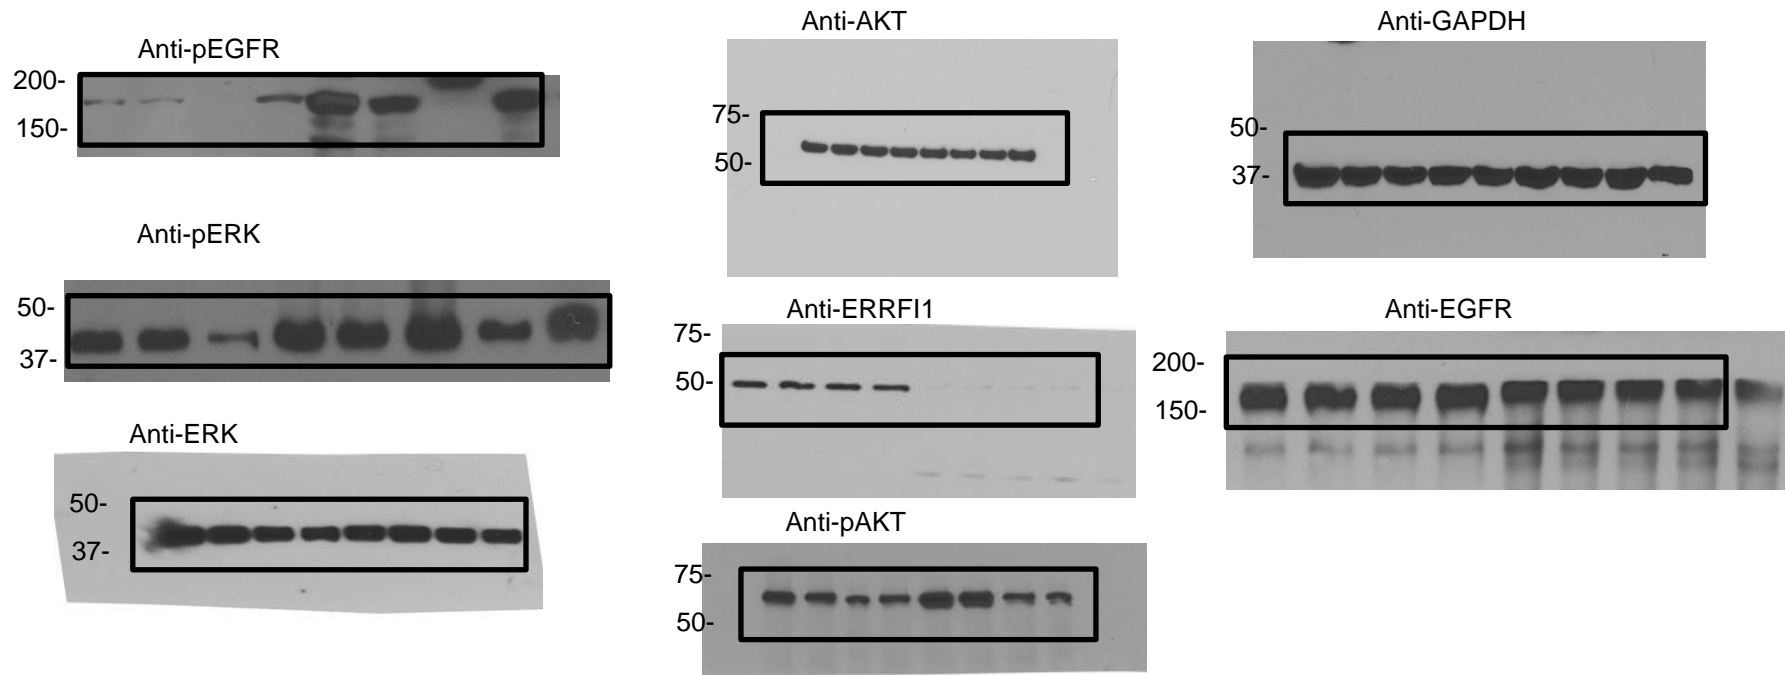 Anti-pEGFR
200-
150-
Anti-pERK
50-
37-
Anti-ERK
50-
37-
Anti-AKT
75-
50-
Anti-ERRFI1
75-
50-
Anti-pAKT
75-
50-
Anti-GAPDH
50-
37-
Anti-EGFR
200-
150-